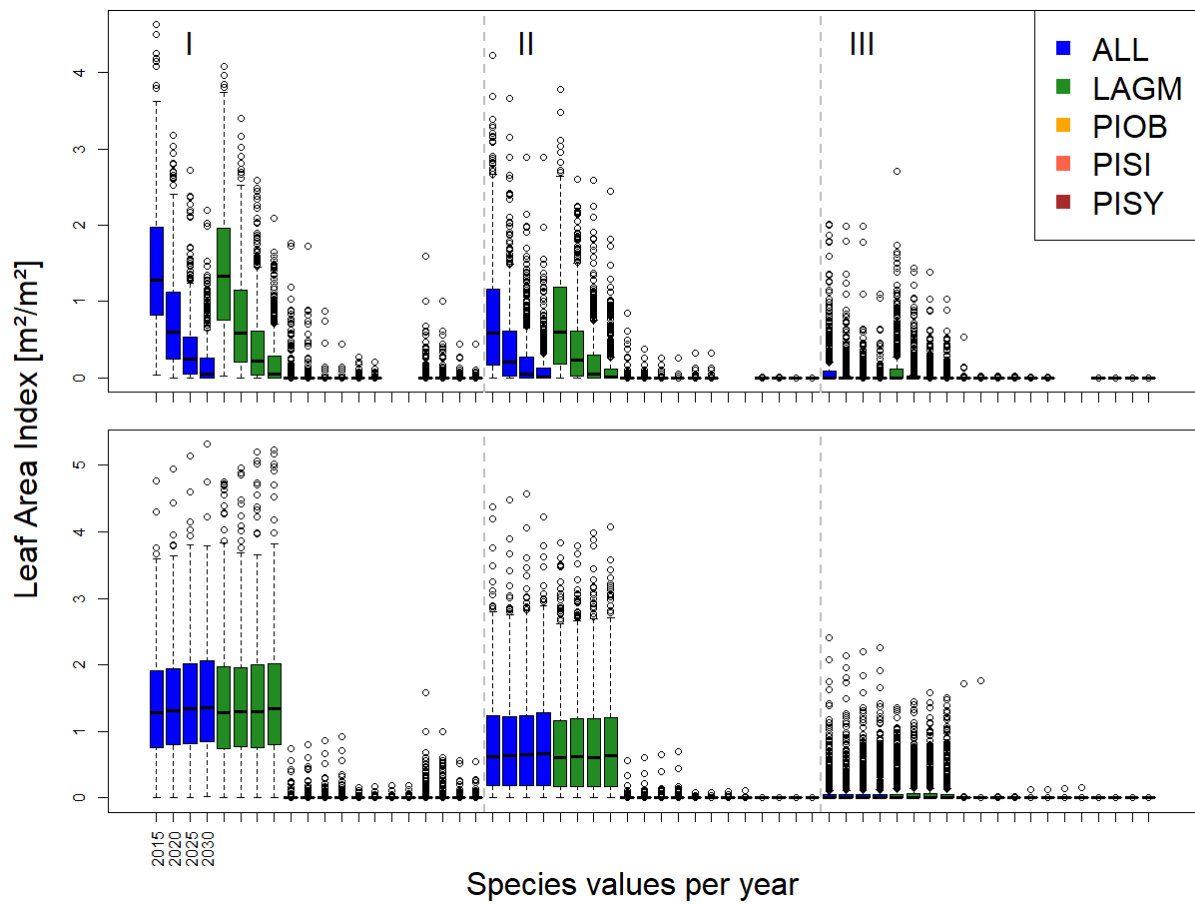 I II III
ALL
LAGM
PIOB
PISI
PISY
4
3
2
1
0
5
4
3
2
1
0
Leaf Area Index [m²/m²]
2015
2020
2025
2030
Species values per year